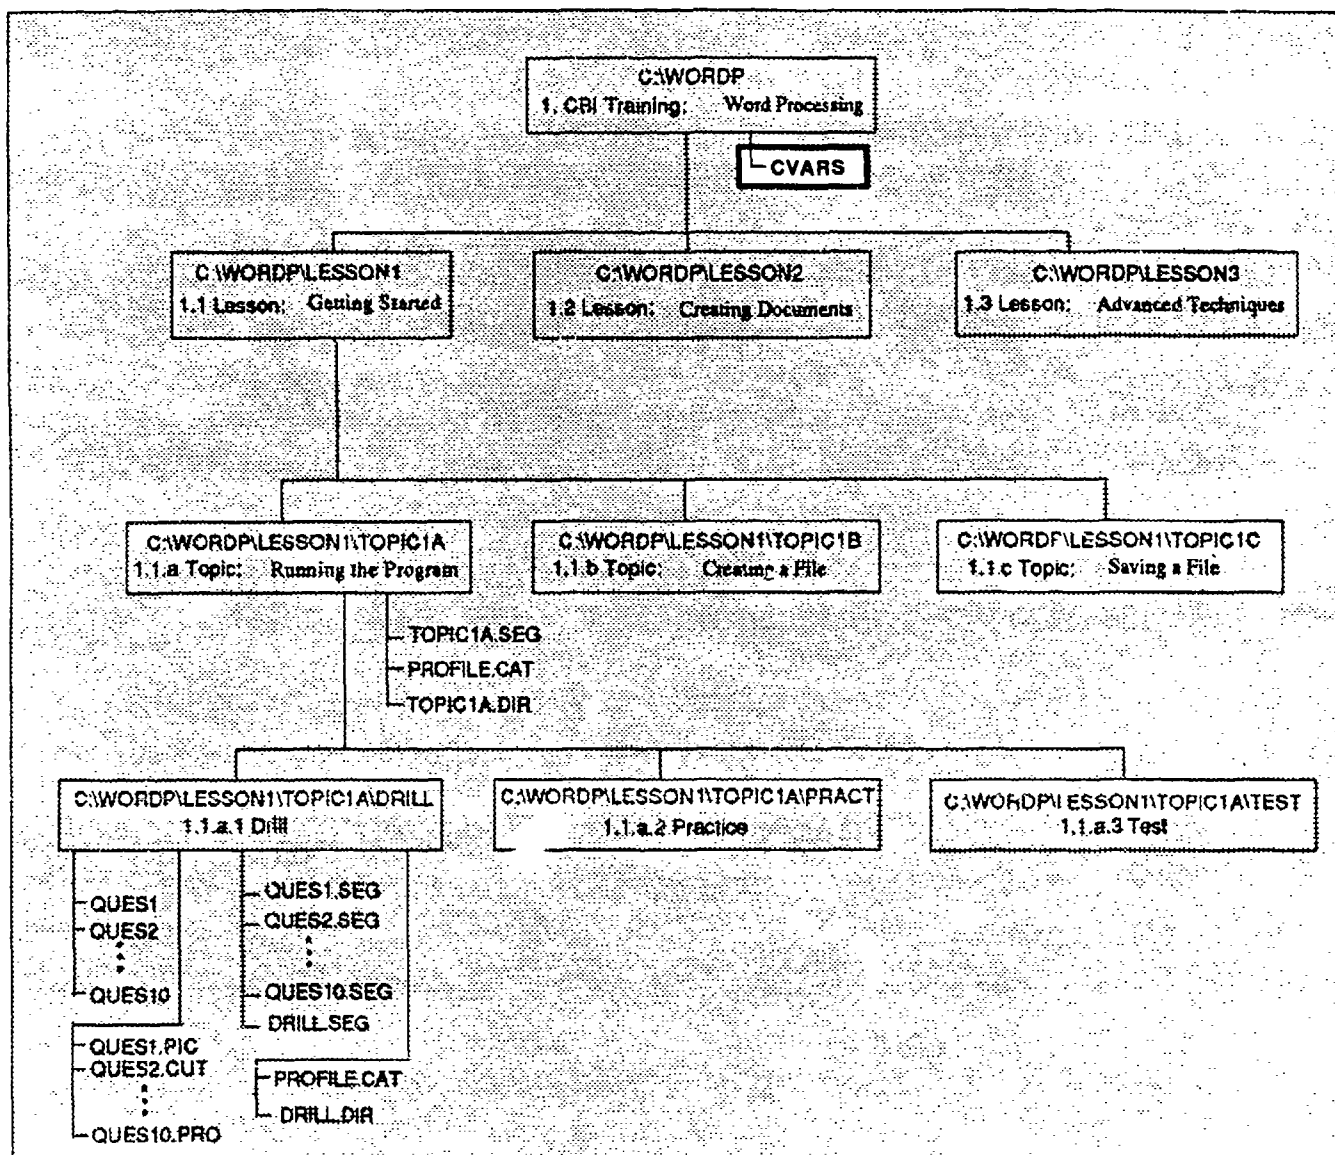 C:\WORDP
1. CBI Training: Word Processing
CVARS
C:\WORDP\LESSON1
1.1 Lesson: Getting Started
C:\WORDP\LESSON2
1.2 Lesson: Creating Documents
C:\WORDP\LESSON3
1.3 Lesson: Advanced Techniques
C:\WORDP\LESSON1\TOPIC1A
1.1.a Topic: Running the Program
C:\WORDP\LESSON1\TOPIC1B
1.1.b Topic: Creating a File
C:\WORDP\LESSON1\TOPIC1C
1.1.c Topic: Saving a File
TOPIC1A.SEG
PROFILE.CAT
TOPIC1A.DIR
C:\WORDP\LESSON1\TOPIC1A\DRILL
1.1.a.1 Drill
C:\WORDP\LESSON1\TOPIC1A\PRACT
1.1.a.2 Practice
C:\WORDP\LESSON1\TOPIC1A\TEST
1.1.a.3 Test
QUES1
QUES2
QUES10
QUES1.PIC
QUES2.CUT
QUES10.PRO
QUES1.SEG
QUES2.SEG
QUES10.SEG
DRILL.SEG
PROFILE.CAT
DRILL.DIR